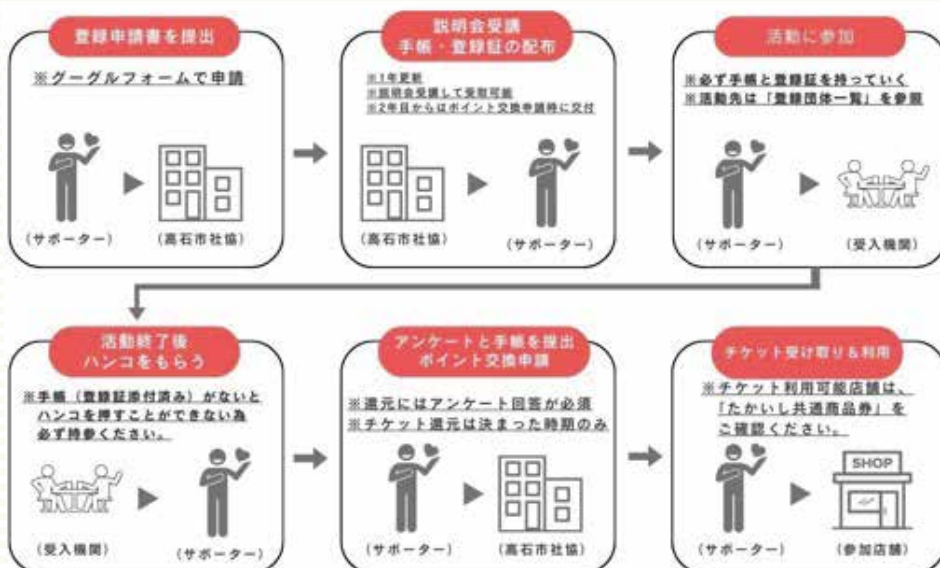 登録申請書を提出
※グーグルフォームで申請
(サポーター)
(高石市社協)
説明会受講
手帳・登録証の配布
※1年更新
※説明会受講して受取可能
※2年目からはポイント交換申請時に交付
(高石市社協)
(サポーター)
活動に参加
※必ず手帳と登録証を持っていく
※活動先は「登録団体一覧」を参照
(サポーター)
(受入機関)
活動終了後
ハンコをもらう
※手帳(登録証添付済み)がないと
ハンコを押すことができない為
必ず持参ください。
(受入機関)
(サポーター)
アンケートと手帳を提出
ポイント交換申請
※還元にはアンケート回答が必須
※チケット還元は決まった時期のみ
(サポーター)
(高石市社協)
チケット受け取り&利用
※チケット利用可能店舗は、
「たかいし共通商品券」を
ご確認ください。
SHOP
(サポーター)
(参加店舗)